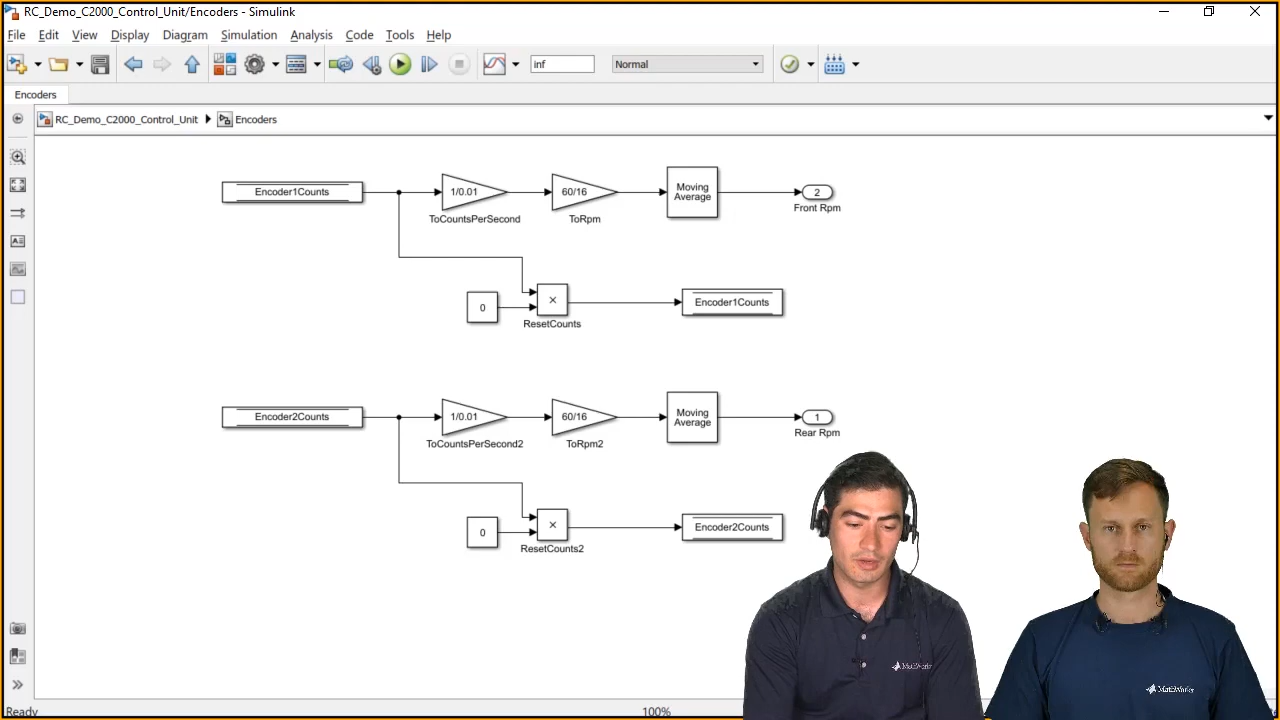 RC_Demo_C2000_Control_Unit/Encoders - Simulink
File Edit View Display Diagram Simulation Analysis Code Tools Help
inf Normal
Encoders
RC_Demo_C2000_Control_Unit Encoders
Encoder1Counts 1/0.01 60/16 Moving Average 2
ToCountsPerSecond ToRpm Front Rpm
0 × Encoder1Counts
ResetCounts
Encoder2Counts 1/0.01 60/16 Moving Average 1
ToCountsPerSecond2 ToRpm2 Rear Rpm
0 × Encoder2Counts
ResetCounts2
MathWorks
MathWorks
Ready 100%